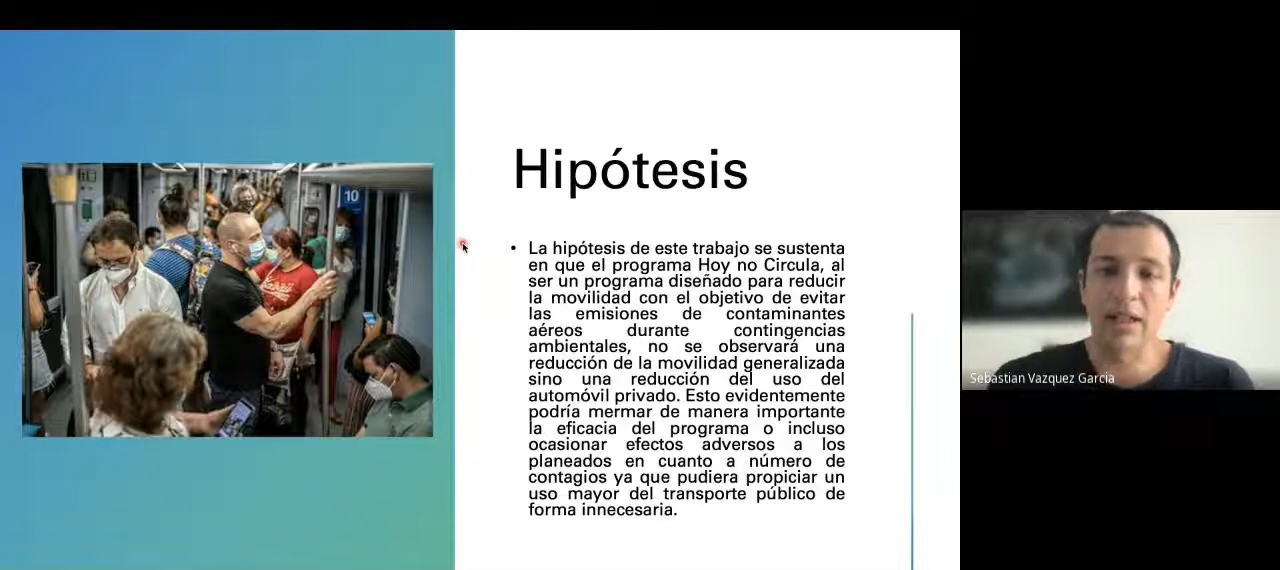 Hipótesis
• La hipótesis de este trabajo se sustenta
en que el programa Hoy no Circula, al
ser un programa diseñado para reducir
la movilidad con el objetivo de evitar
las emisiones de contaminantes
aéreos durante contingencias
ambientales, no se observará una
reducción de la movilidad generalizada
sino una reducción del uso del
automóvil privado. Esto evidentemente
podría mermar de manera importante
la eficacia del programa o incluso
ocasionar efectos adversos a los
planeados en cuanto a número de
contagios ya que pudiera propiciar un
uso mayor del transporte público de
forma innecesaria.
10
Sebastian Vazquez Garcia